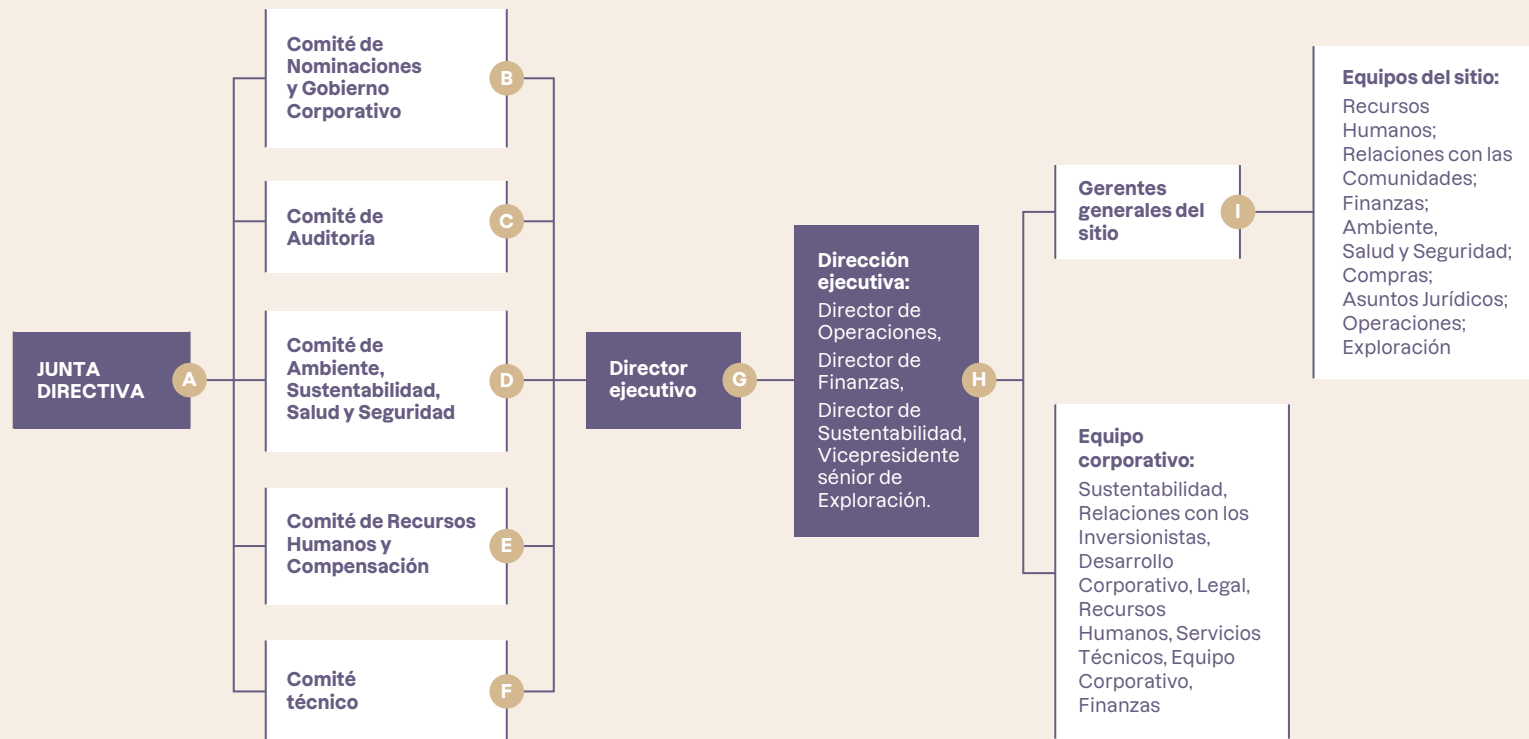 JUNTA
DIRECTIVA
A
Comité de
Nominaciones
y Gobierno
Corporativo
B
Comité de
Auditoría
C
Comité de
Ambiente,
Sustentabilidad,
Salud y Seguridad
D
Comité de Recursos
Humanos y
Compensación
E
Comité
técnico
F
Director
ejecutivo
G
Dirección
ejecutiva:
Director de
Operaciones,
Director de
Finanzas,
Director de
Sustentabilidad,
Vicepresidente
sénior de
Exploración.
H
Gerentes
generales del
sitio
I
Equipos del sitio:
Recursos
Humanos;
Relaciones con las
Comunidades;
Finanzas;
Ambiente,
Salud y Seguridad;
Compras;
Asuntos Jurídicos;
Operaciones;
Exploración
Equipo
corporativo:
Sustentabilidad,
Relaciones con los
Inversionistas,
Desarrollo
Corporativo, Legal,
Recursos
Humanos, Servicios
Técnicos, Equipo
Corporativo,
Finanzas